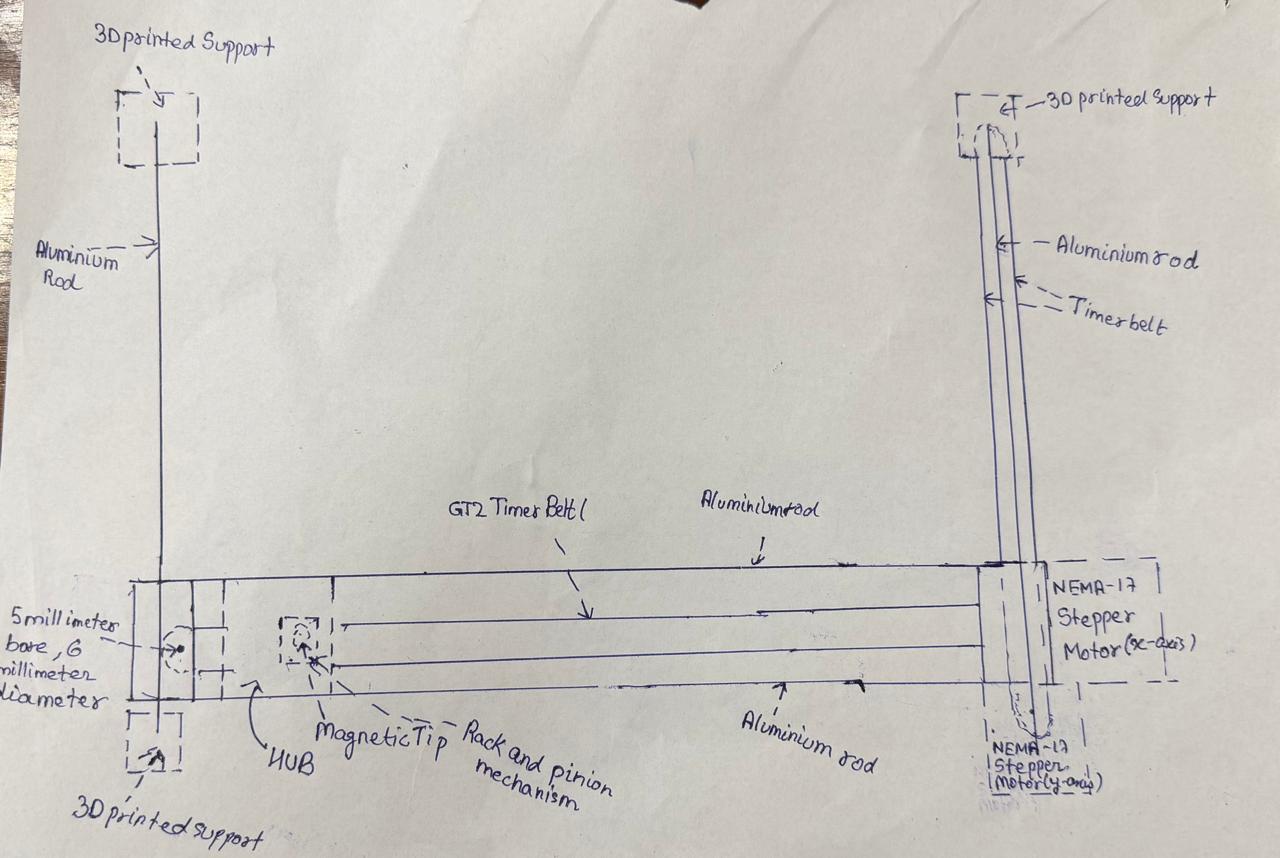 3D printed Support
3D printed Support
Aluminium
Rod
Aluminium rod
Timer belt
GT2 Timer Belt (
Aluminium rod
5 millimeter
bore, 6
millimeter
diameter
NEMA-17
Stepper
Motor (x-axis)
HUB
Magnetic Tip
Rack and pinion
mechanism
Aluminium rod
NEMA-17
Stepper
Motor (y-axis)
3D printed support